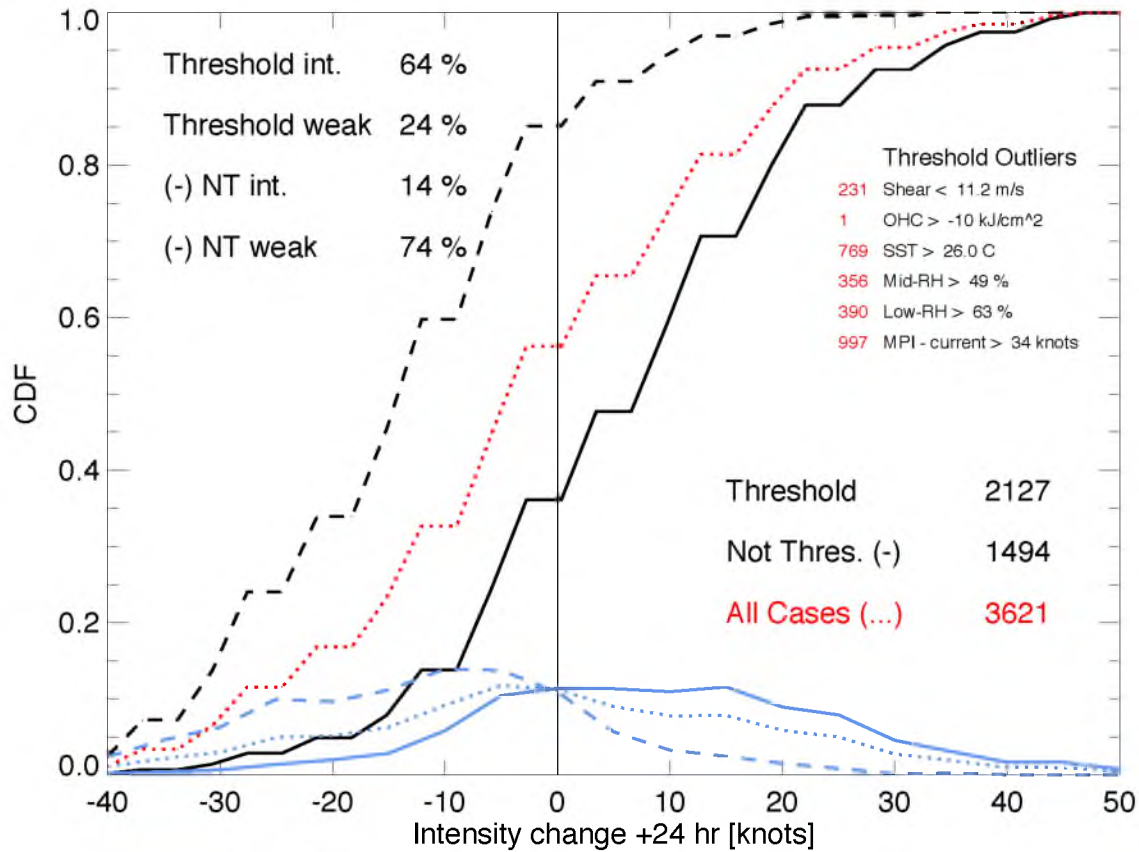 1.0
0.8
0.6
0.4
0.2
0.0
CDF
Threshold int. 64 %
Threshold weak 24 %
(-) NT int. 14 %
(-) NT weak 74 %
Threshold Outliers
231 Shear < 11.2 m/s
1 OHC > -10 kJ/cm^2
769 SST > 26.0 C
356 Mid-RH > 49 %
390 Low-RH > 63 %
997 MPI - current > 34 knots
Threshold 2127
Not Thres. (-) 1494
All Cases (...) 3621
-40 -30 -20 -10 0 10 20 30 40 50
Intensity change +24 hr [knots]